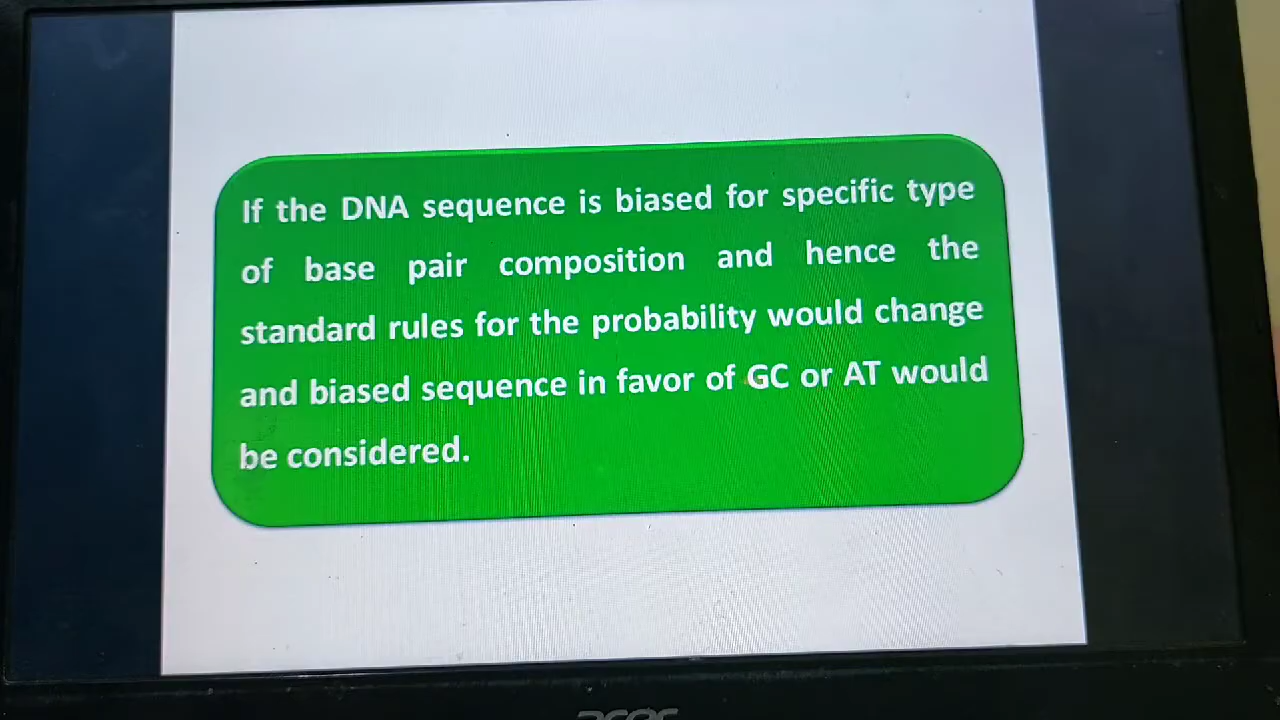 If the DNA sequence is biased for specific type
of base pair composition and hence the
standard rules for the probability would change
and biased sequence in favor of GC or AT would
be considered.
acer